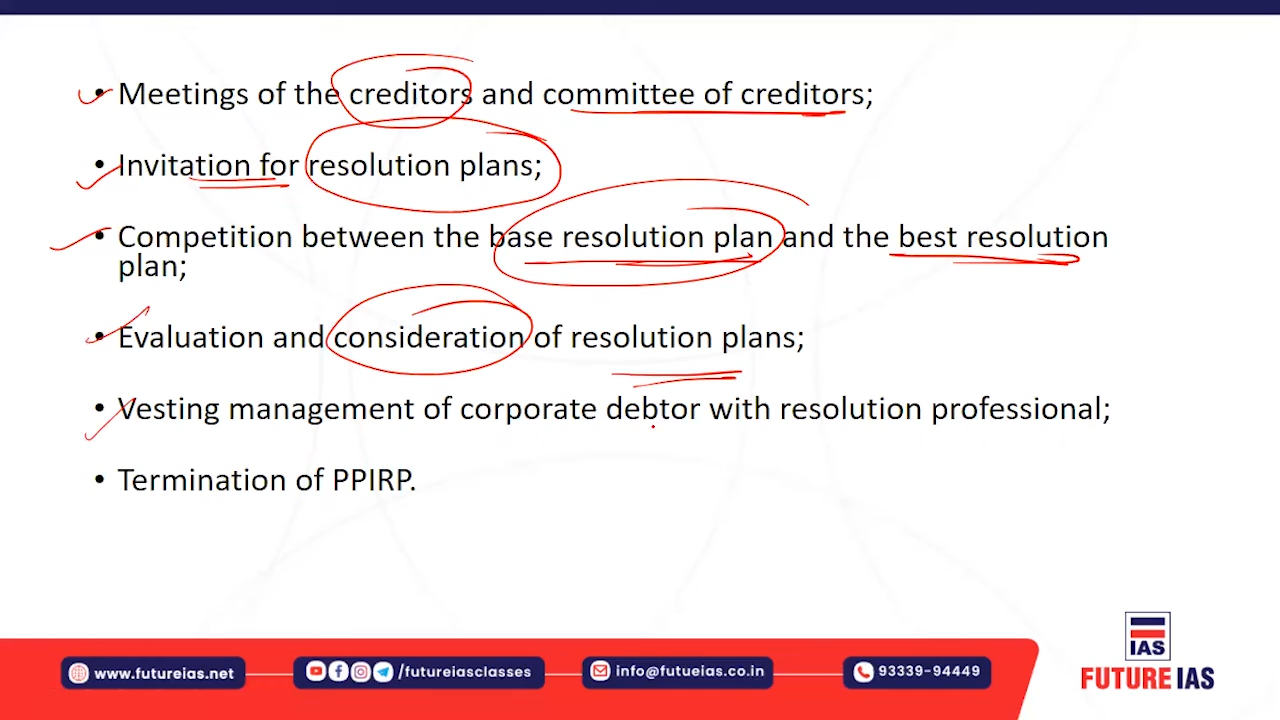 • Meetings of the creditors and committee of creditors;
• Invitation for resolution plans;
• Competition between the base resolution plan and the best resolution
plan;
• Evaluation and consideration of resolution plans;
• Vesting management of corporate debtor with resolution professional;
• Termination of PPIRP.
IAS
FUTURE IAS
www.futureias.net
/futureiasclasses
info@futueias.co.in
93339-94449